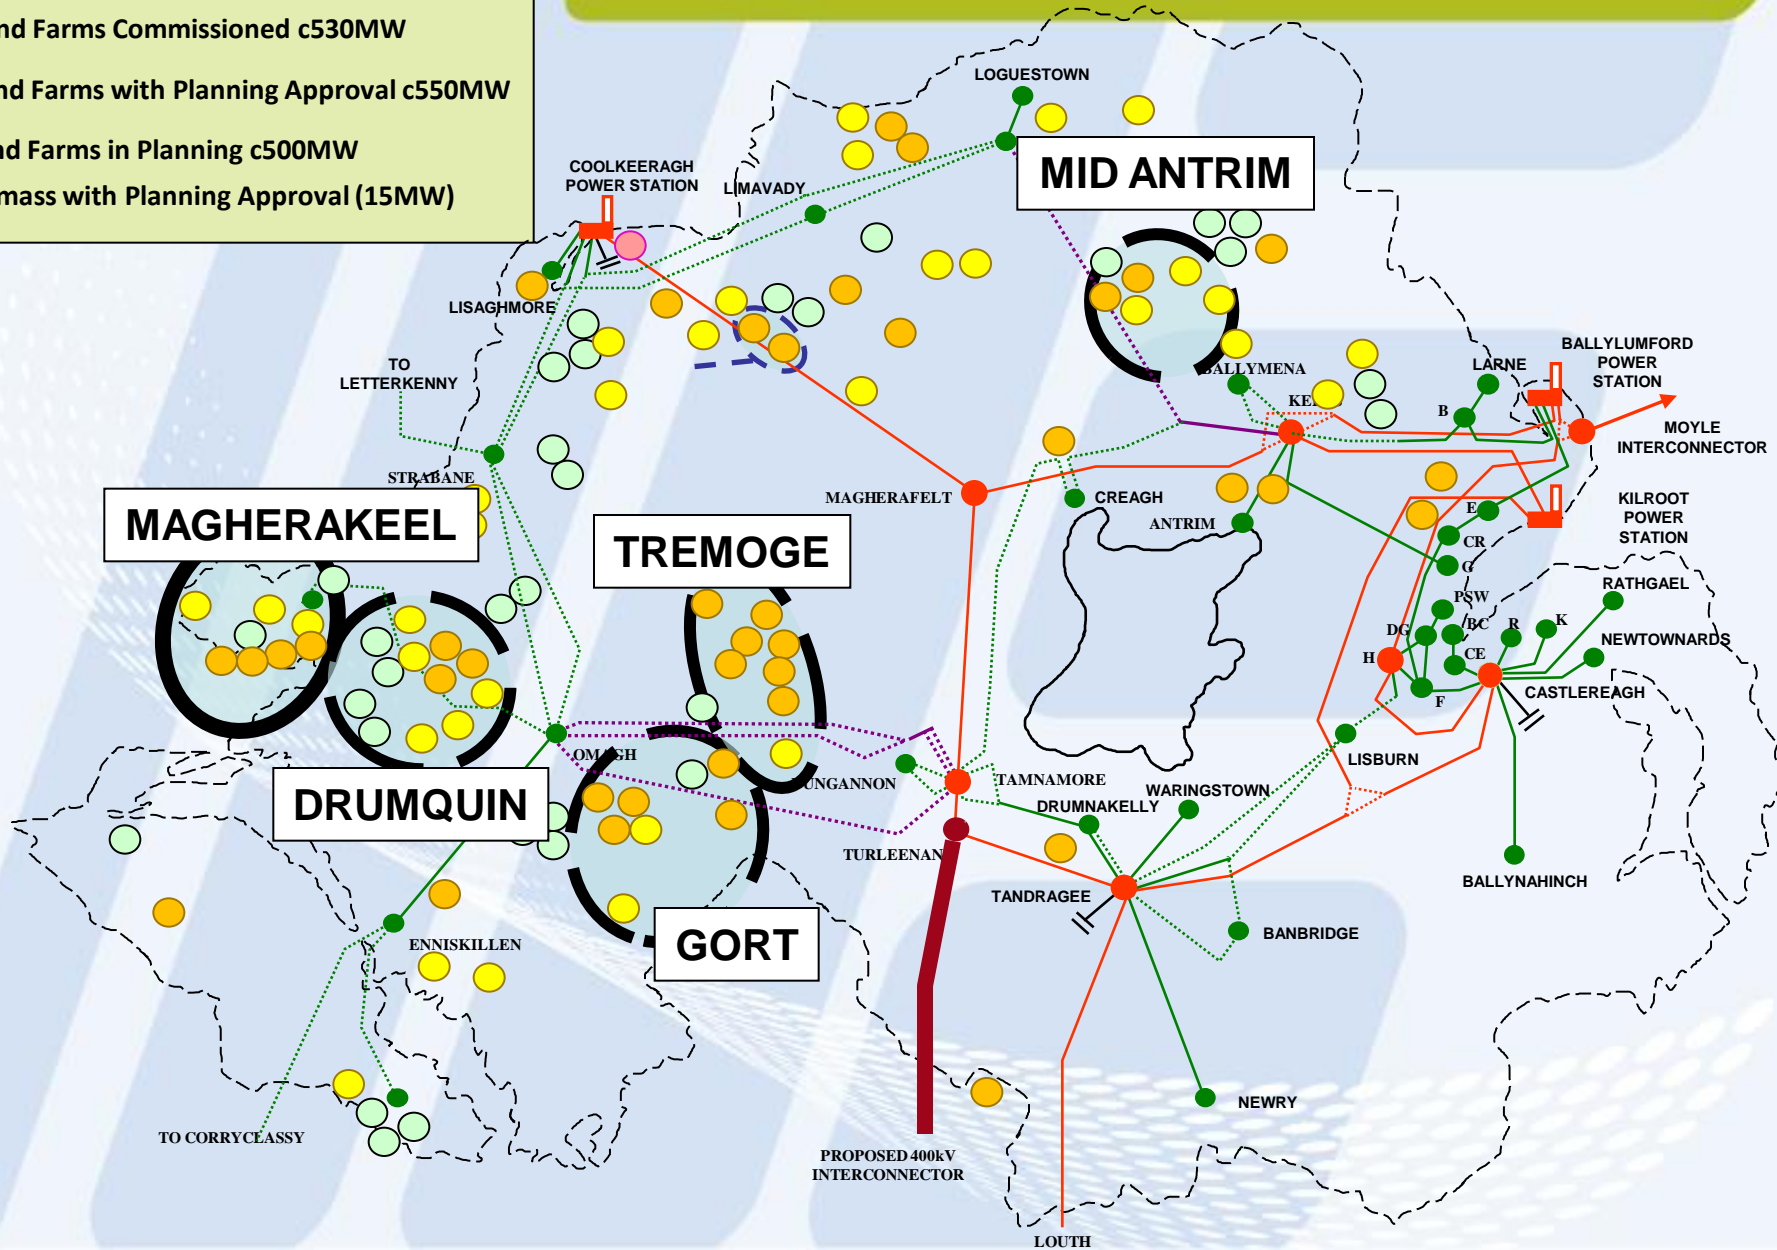 nd Farms Commissioned c530MW
nd Farms with Planning Approval c550MW
nd Farms in Planning c500MW
mass with Planning Approval (15MW)
LOGUESTOWN
COOLKEERAGH
POWER STATION
LIMAVADY
MID ANTRIM
LISAGHMORE
TO
LETTERKENNY
BALLYMENA
LARNE
BALLYLUMFORD
POWER
STATION
B
MOYLE
INTERCONNECTOR
STRABANE
MAGHERAFELT
CREAGH
ANTRIM
KILROOT
POWER
STATION
E
CR
G
MAGHERAKEEL
TREMOGE
RATHGAEL
PSW
DG
BC
R
K
NEWTOWNARDS
H
CE
CASTLEREAGH
F
OMAGH
LISBURN
DRUMQUIN
UNGANNON
TAMNAMORE
WARINGSTOWN
DRUMNAKELLY
TURLEENAN
BALLYNAHINCH
TANDRAGEE
GORT
BANBRIDGE
ENNISKILLEN
NEWRY
TO CORRYCLASSY
PROPOSED 400kV
INTERCONNECTOR
LOUTH